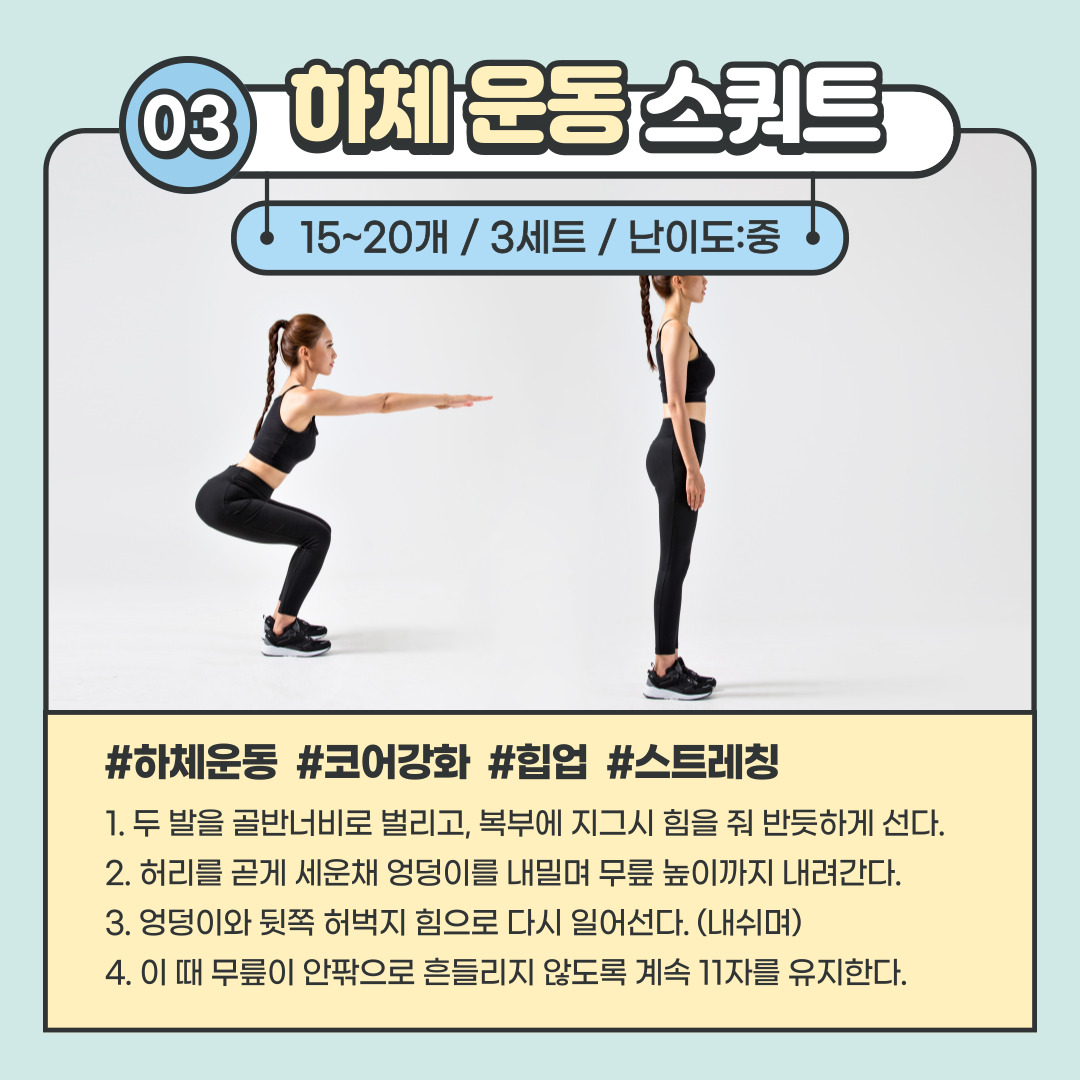 03 하체 운동 스쿼트
15~20개 / 3세트 / 난이도:중
#하체운동 #코어강화 #힙업 #스트레칭
1. 두 발을 골반너비로 벌리고, 복부에 지그시 힘을 줘 반듯하게 선다.
2. 허리를 곧게 세운채 엉덩이를 내밀며 무릎 높이까지 내려간다.
3. 엉덩이와 뒷쪽 허벅지 힘으로 다시 일어선다. (내쉬며)
4. 이 때 무릎이 안팎으로 흔들리지 않도록 계속 11자를 유지한다.